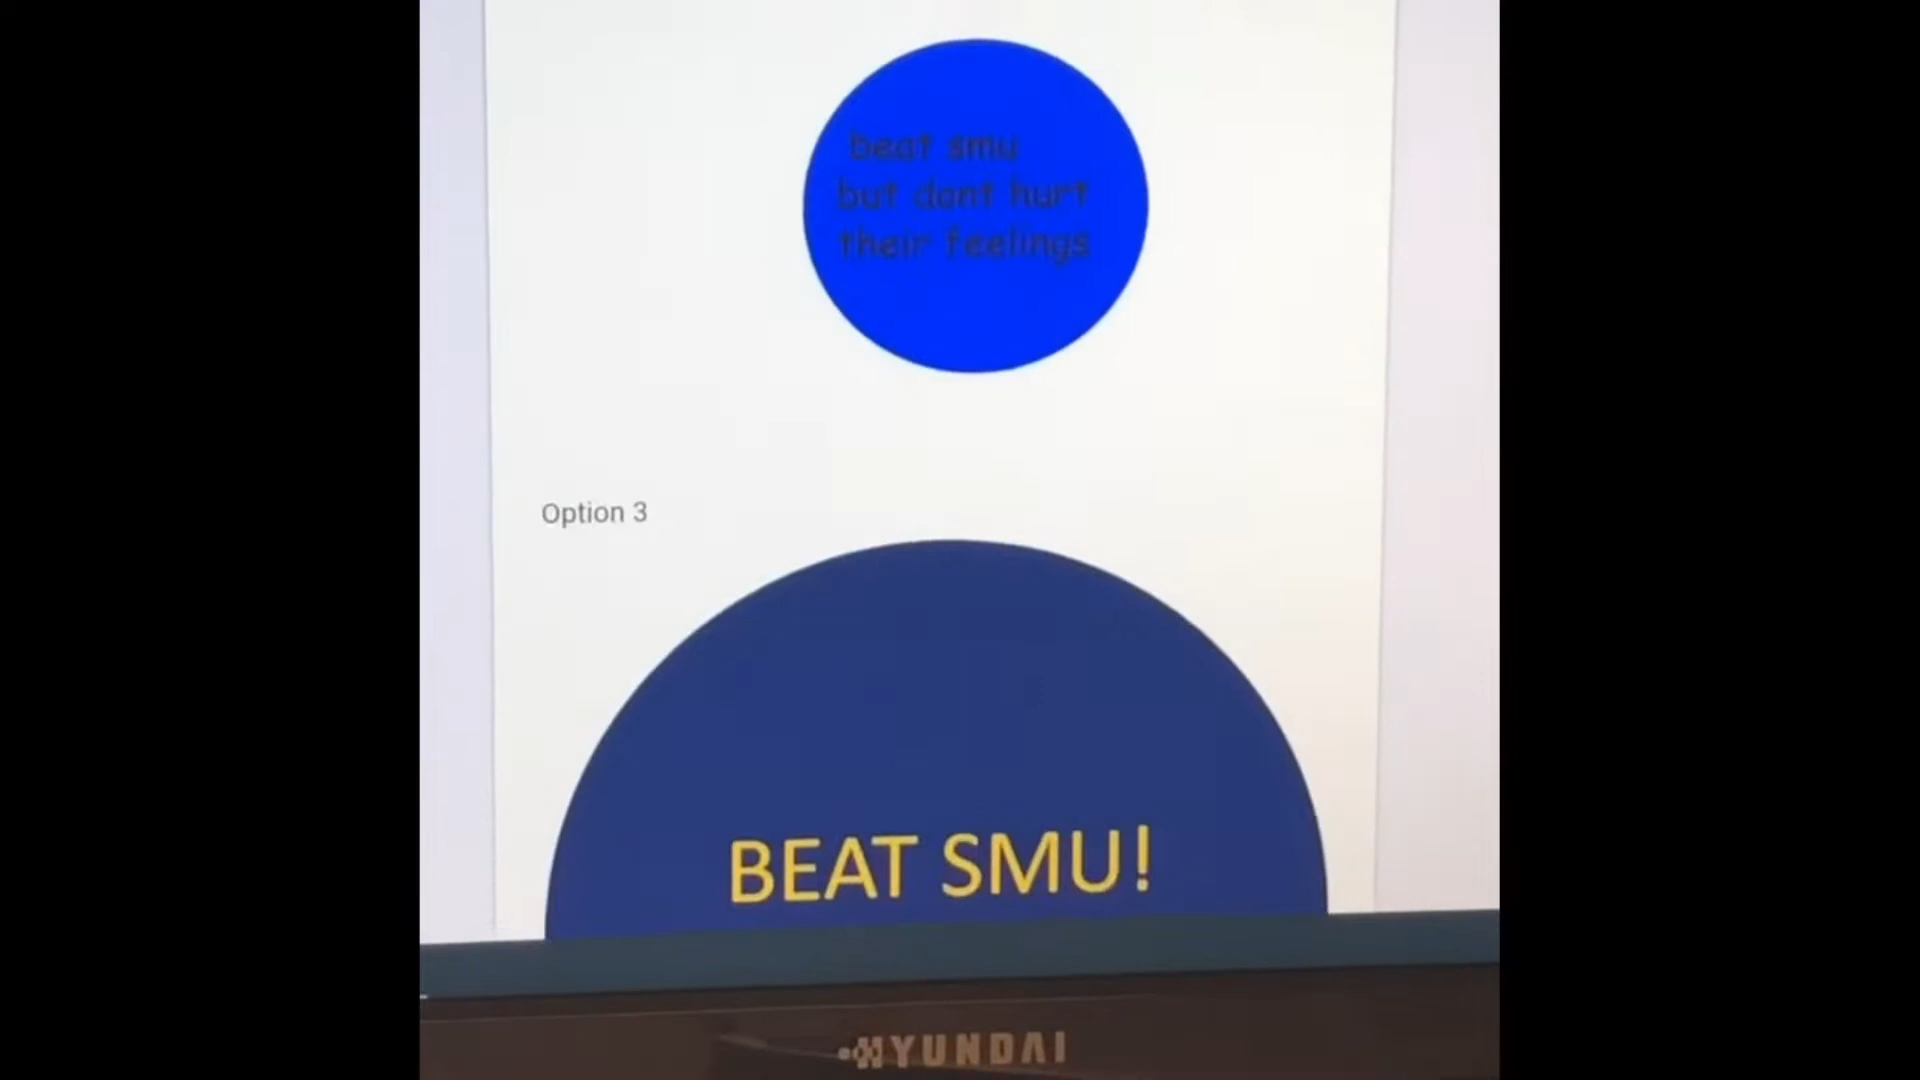 beat smu
but dont hurt
their feelings
Option 3
BEAT SMU!
HYUNDAI